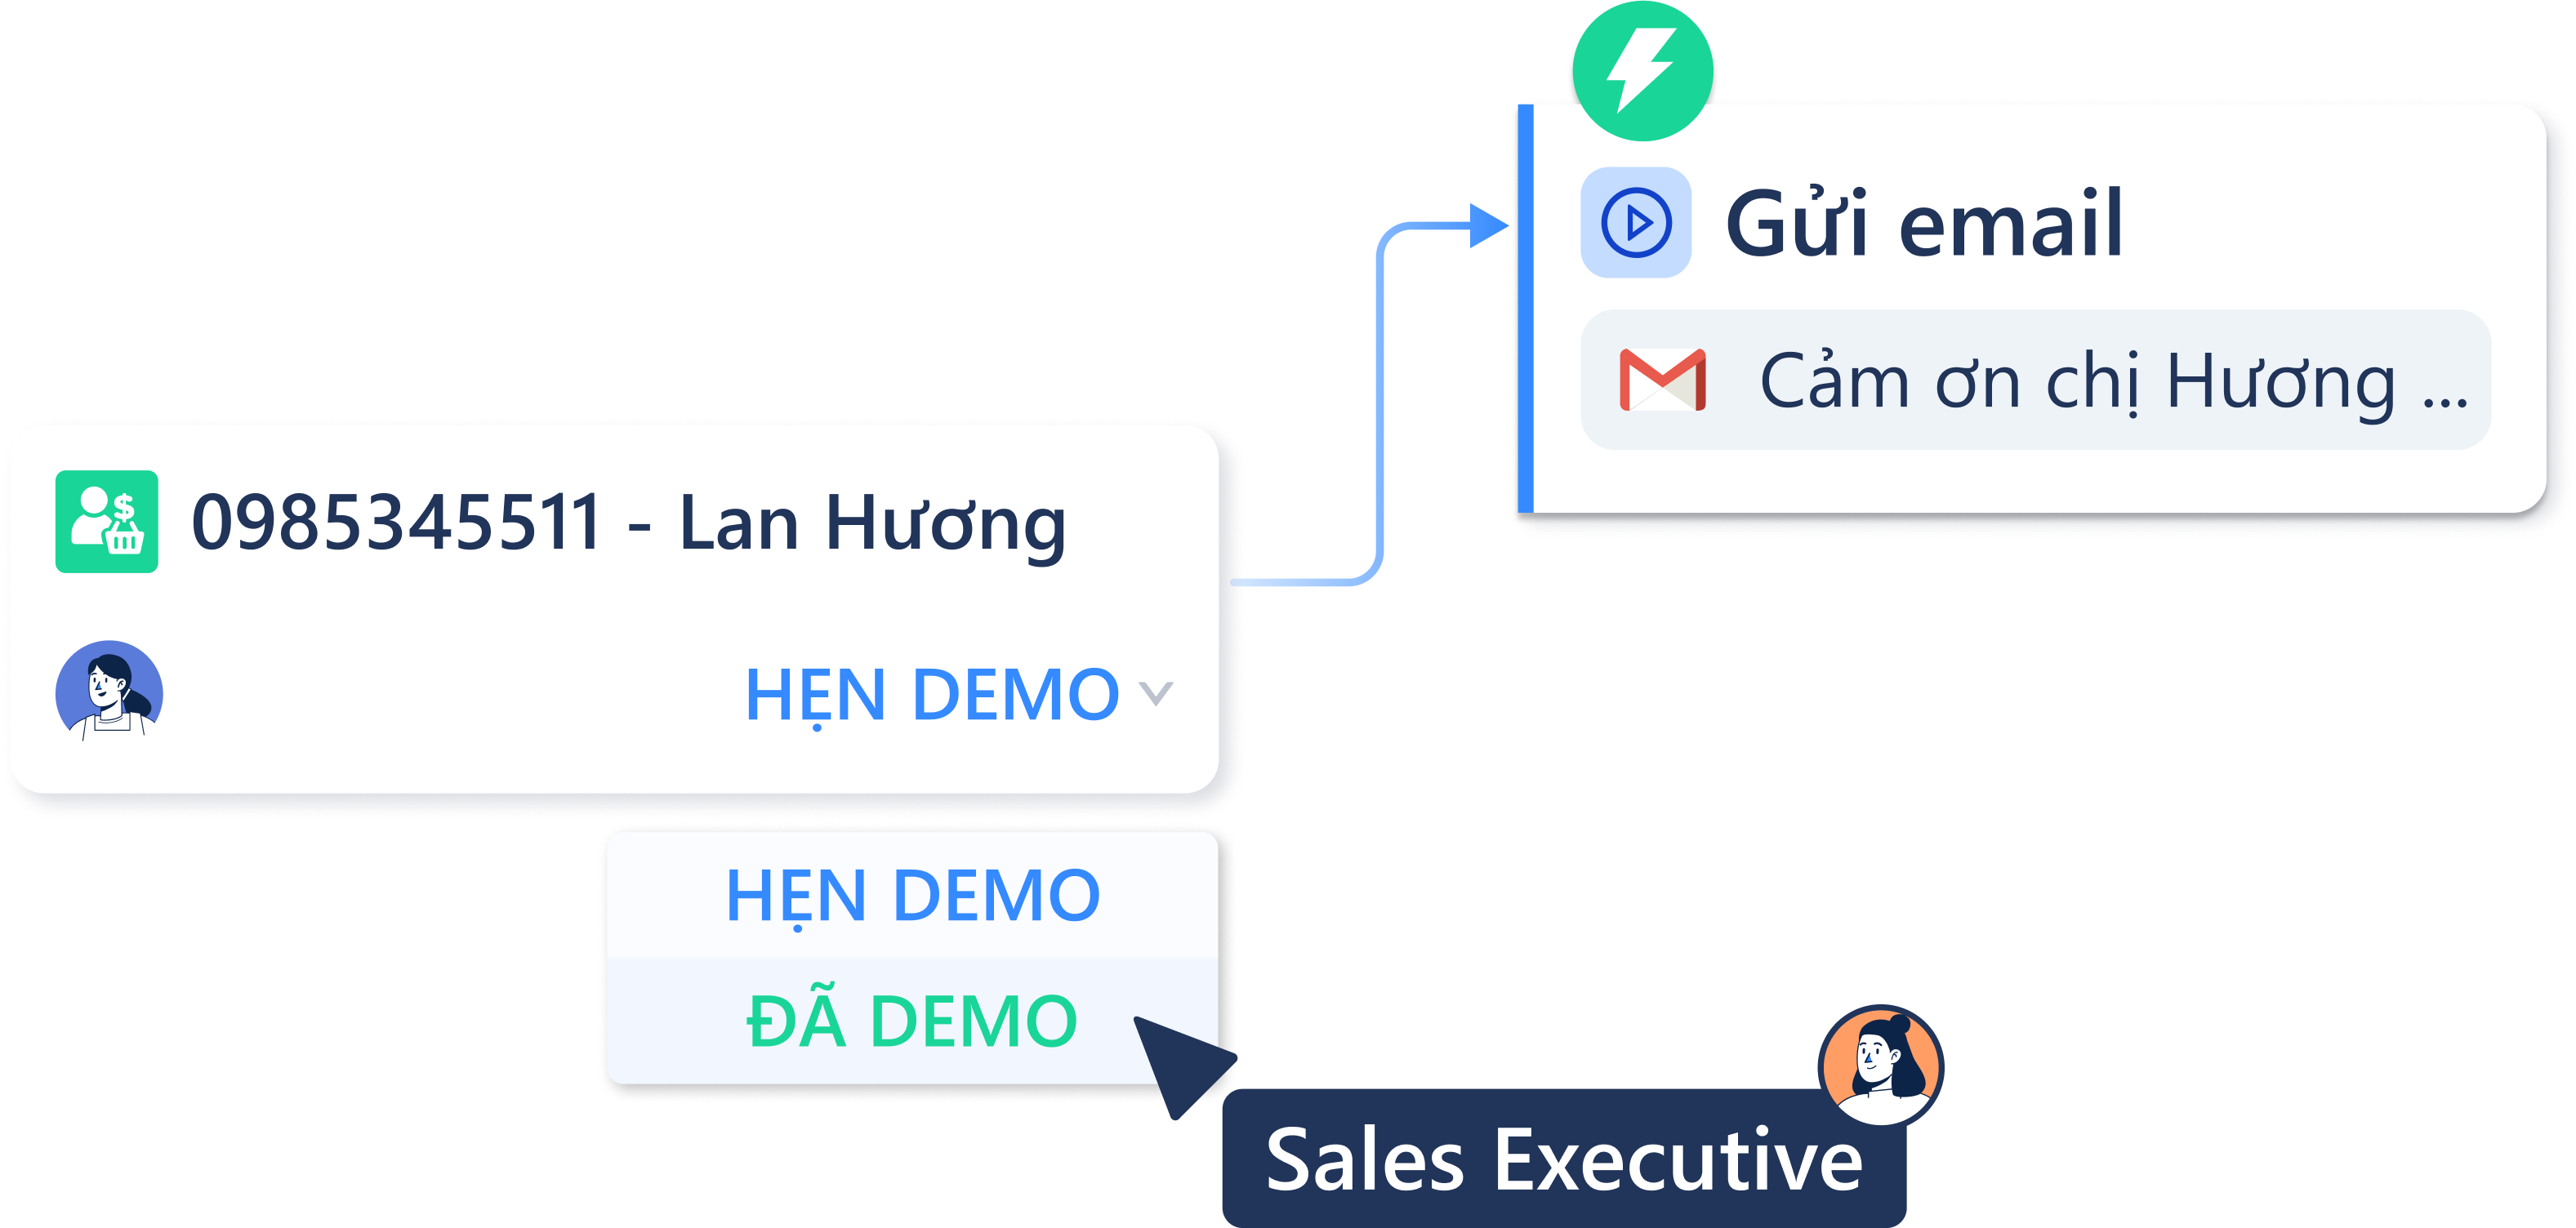 Gửi email
Cảm ơn chị Hương ...
0985345511 - Lan Hương
HẸN DEMO
HẸN DEMO
ĐÃ DEMO
Sales Executive